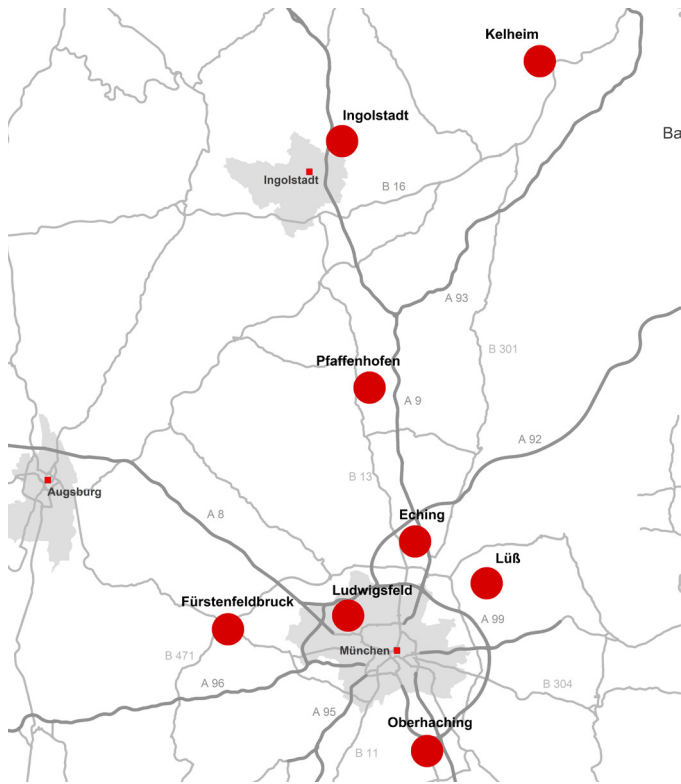 Kelheim
Ingolstadt
Ba
Ingolstadt
B 16
A 93
B 301
Pfaffenhofen
A 9
A 92
B 13
Augsburg
A 8
Eching
Lüß
Fürstenfeldbruck
Ludwigsfeld
A 99
München
B 471
A 96
B 304
A 95
Oberhaching
B 11